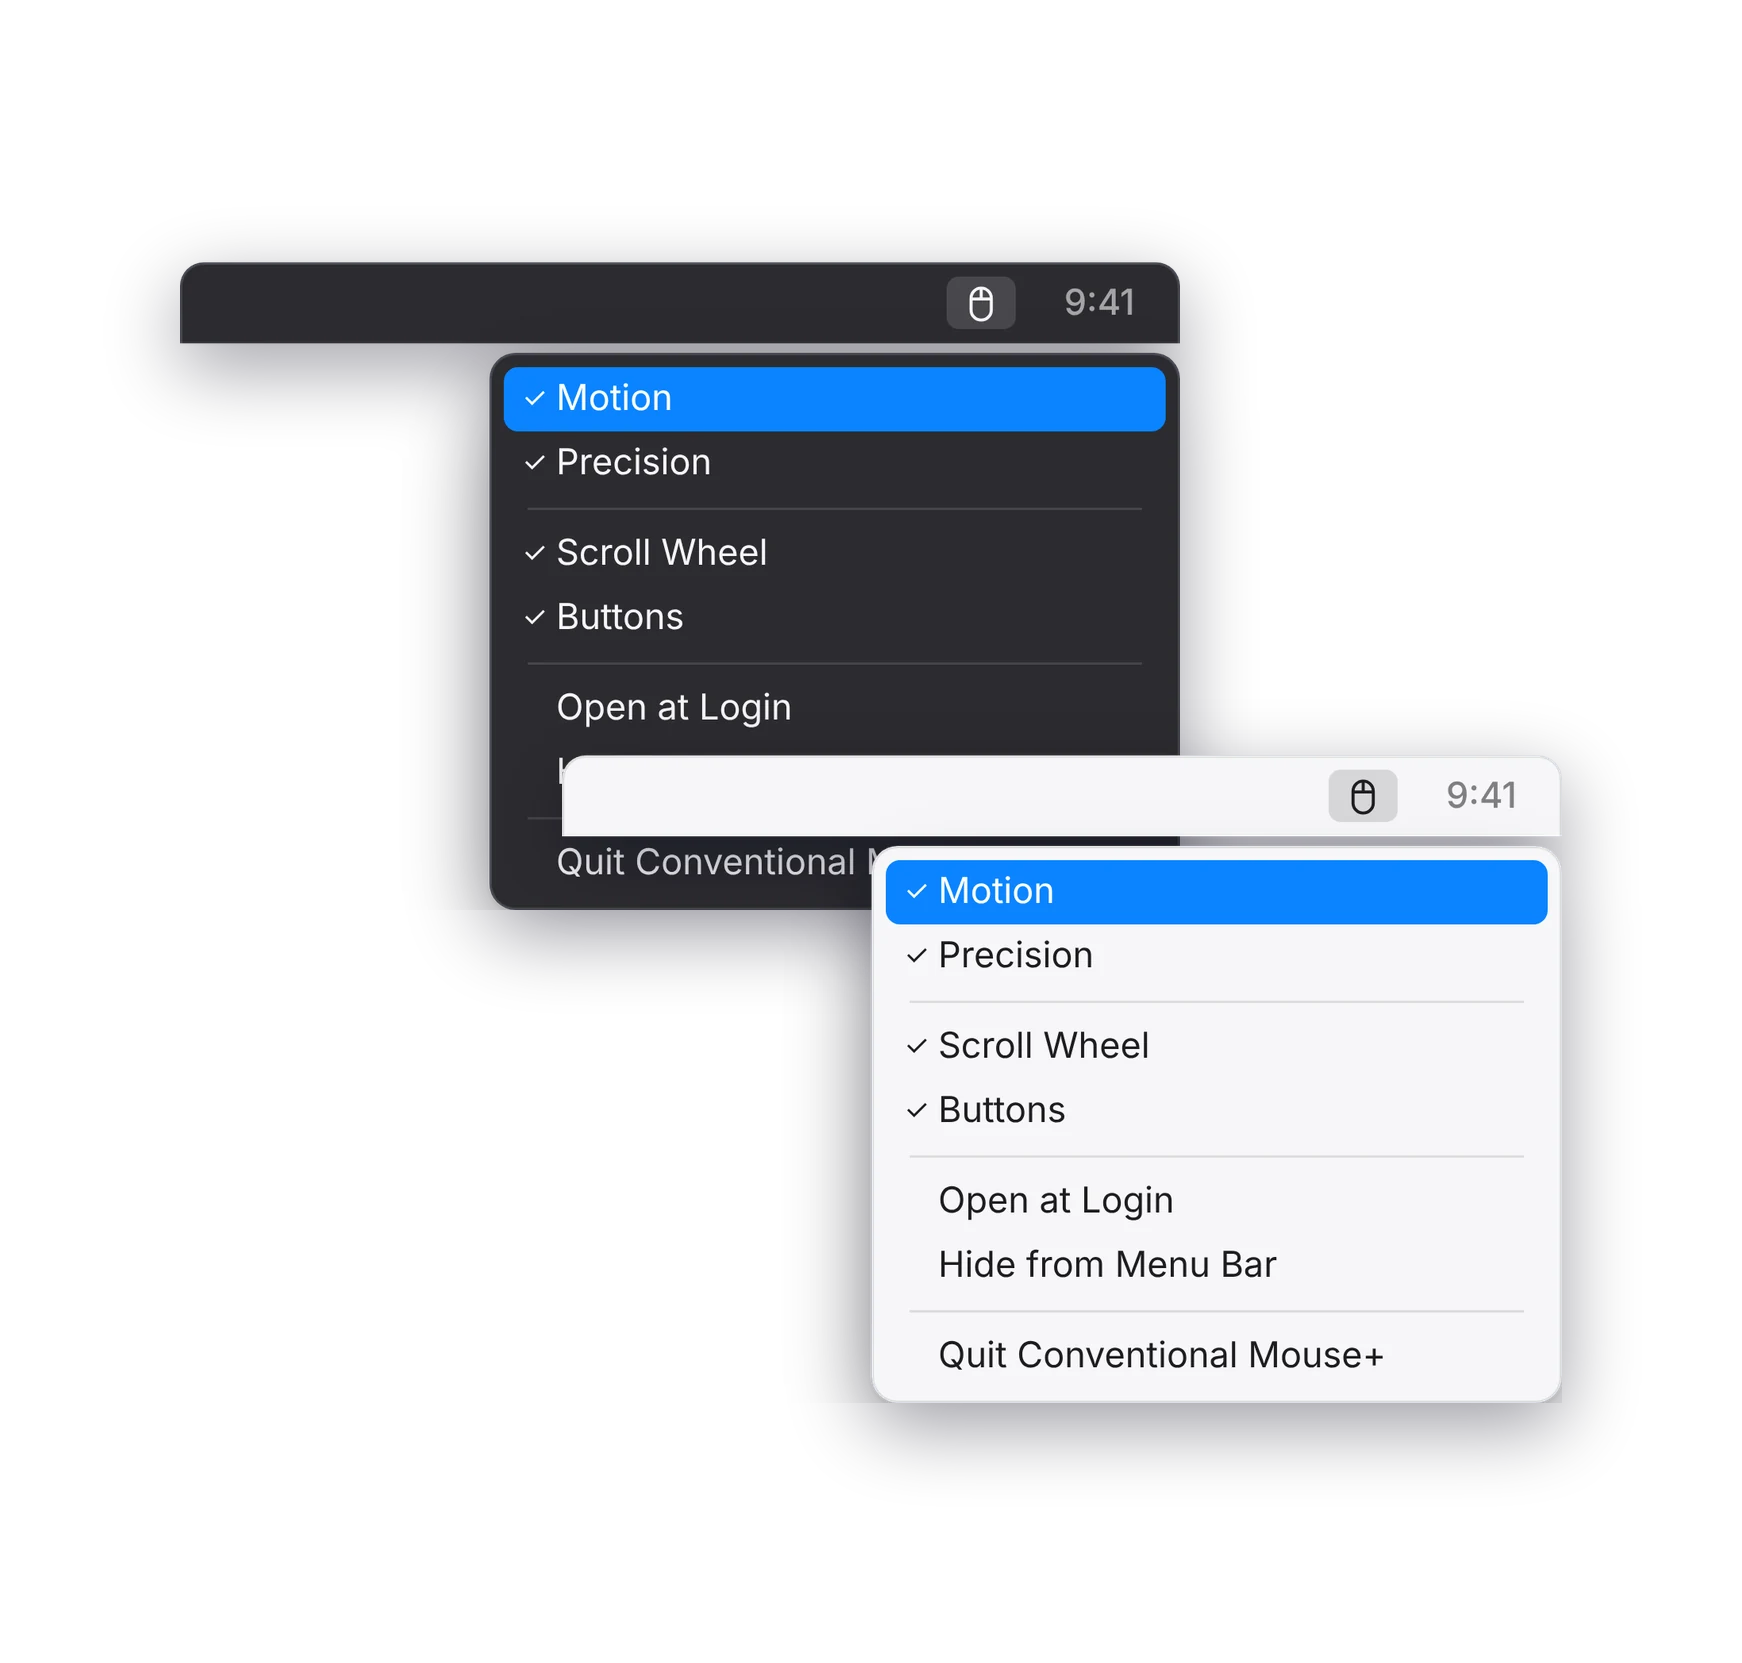 9:41
Motion
Precision
Scroll Wheel
Buttons
Open at Login
Quit Conventional
9:41
Motion
Precision
Scroll Wheel
Buttons
Open at Login
Hide from Menu Bar
Quit Conventional Mouse+